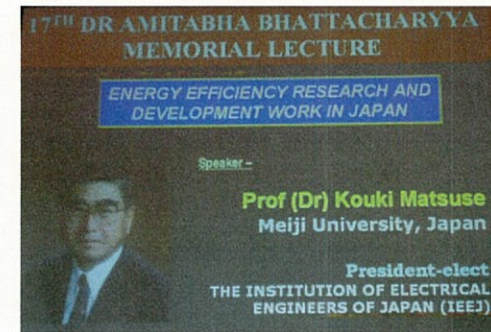 17TH DR AMITABHA BHATTACHARYYA
MEMORIAL LECTURE
ENERGY EFFICIENCY RESEARCH AND
DEVELOPMENT WORK IN JAPAN
Speaker –
Prof (Dr) Kouki Matsuse
Meiji University, Japan
President-elect
THE INSTITUTION OF ELECTRICAL
ENGINEERS OF JAPAN (IEEJ)